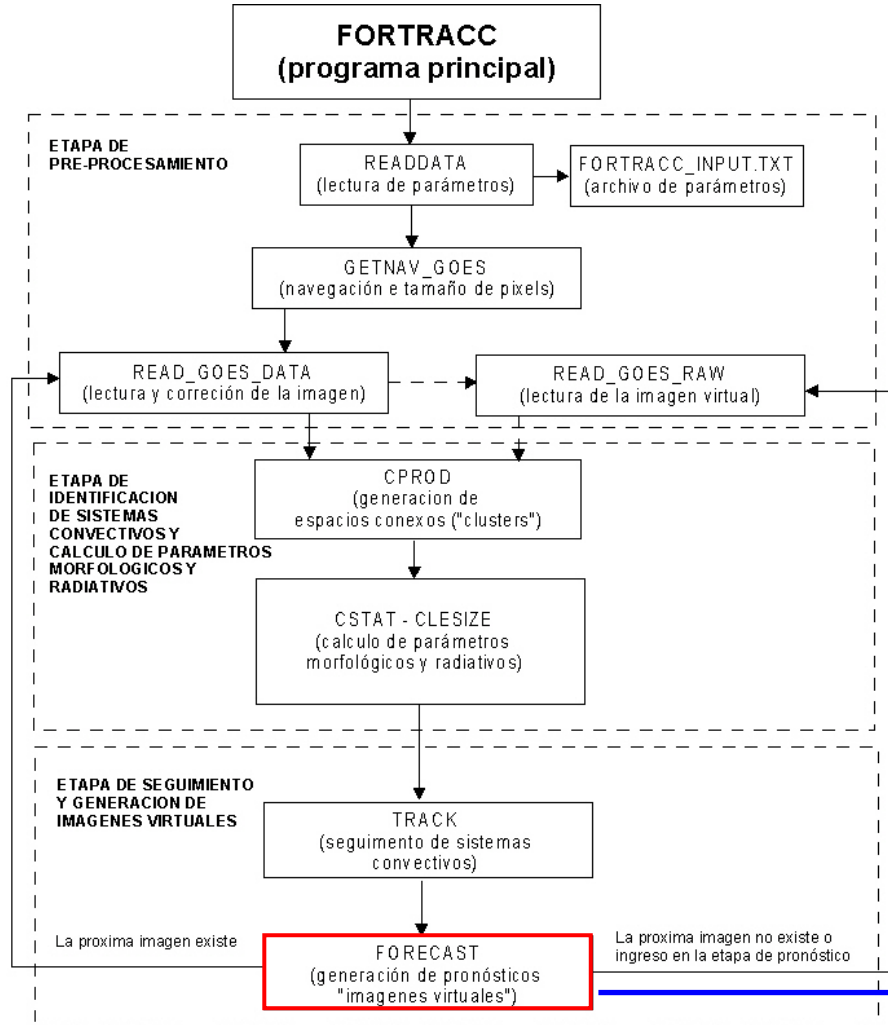 FORTRACC
(programa principal)
ETAPA DE
PRE-PROCESAMIENTO
READDATA
(lectura de parámetros)
FORTRACC_INPUT.TXT
(archivo de parámetros)
GETNAV_GOES
(navegación e tamaño de pixels)
READ_GOES_DATA
(lectura y correción de la imagen)
READ_GOES_RAW
(lectura de la imagen virtual)
ETAPA DE
IDENTIFICACION
DE SISTEMAS
CONVECTIVOS Y
CALCULO DE PARAMETROS
MORFOLOGICOS Y
RADIATIVOS
CPROD
(generacion de
espacios conexos ("clusters")
CSTAT - CLESIZE
(calculo de parámetros
morfológicos y radiativos)
ETAPA DE SEGUIMIENTO
Y GENERACION DE
IMAGENES VIRTUALES
TRACK
(seguimento de sistemas
convectivos)
La proxima imagen existe
FORECAST
(generación de pronósticos
"imagenes virtuales")
La proxima imagen no existe o
ingreso en la etapa de pronóstico